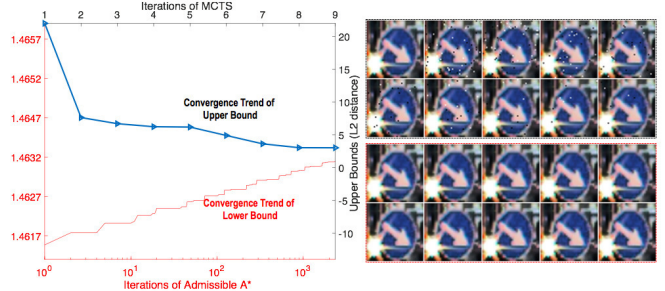 Iterations of MCTS
1 2 3 4 5 6 7 8 9
1.4657
1.4652
1.4647
1.4632
1.4627
1.4617
20
15
10
5
0
-5
-10
Upper Bounds (L2 distance)
Convergence Trend of
Upper Bound
Convergence Trend of
Lower Bound
10^0 10^1 10^2 10^3
Iterations of Admissible A*